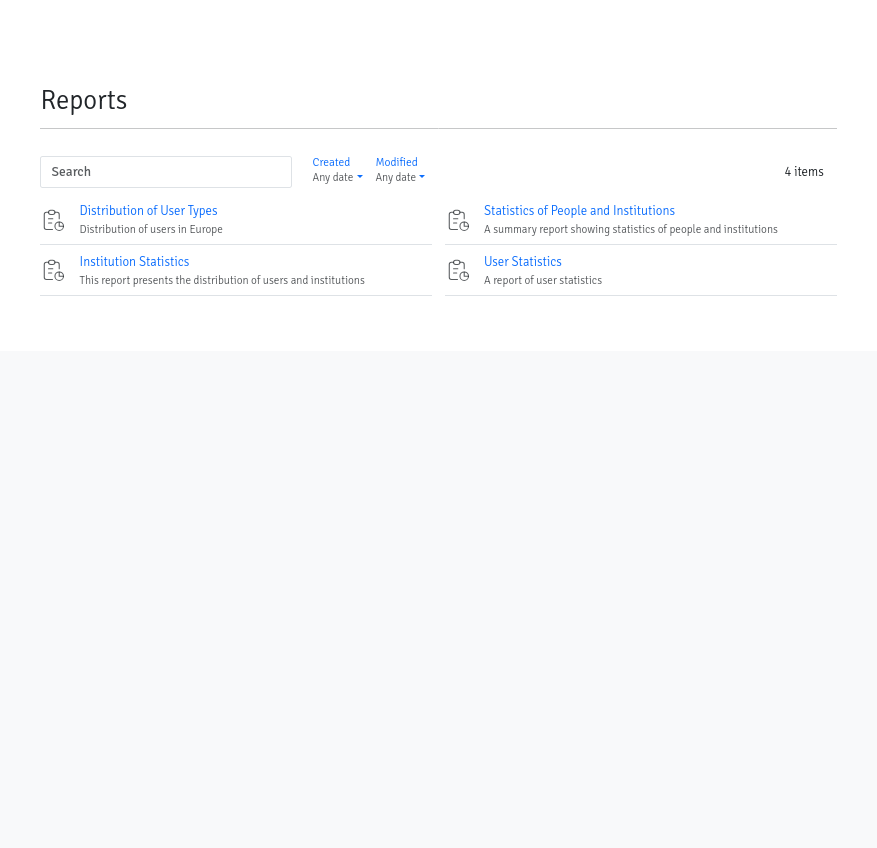 Reports
Search
Created
Any date
Modified
Any date
4 items
Distribution of User Types
Distribution of users in Europe
Statistics of People and Institutions
A summary report showing statistics of people and institutions
Institution Statistics
This report presents the distribution of users and institutions
User Statistics
A report of user statistics